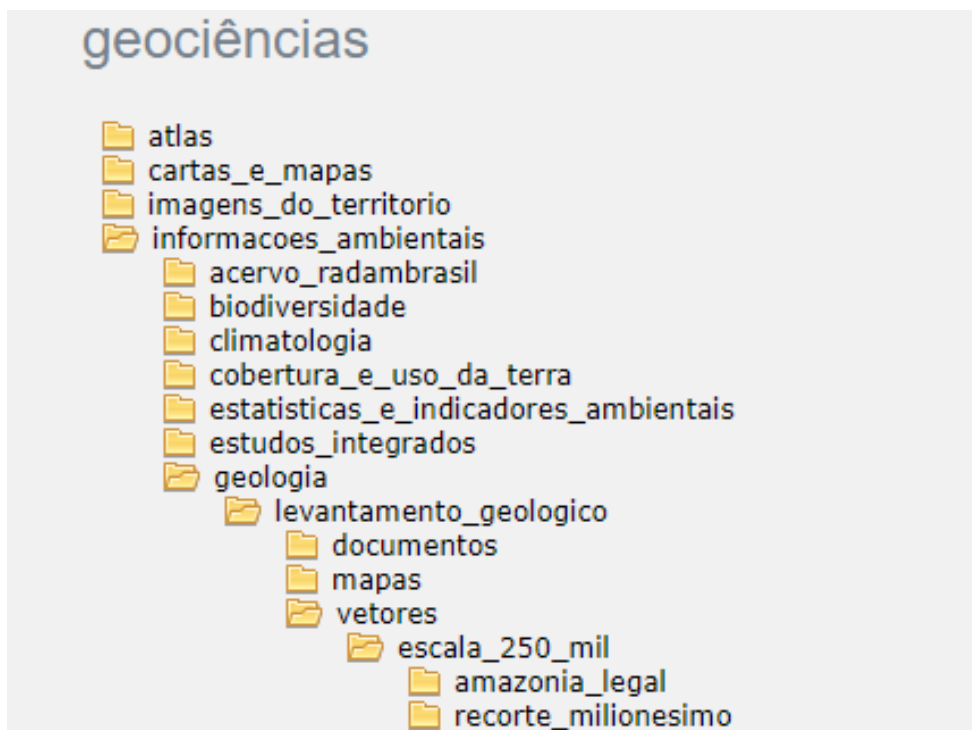 geociências
atlas
cartas_e_mapas
imagens_do_territorio
informacoes_ambientais
acervo_radambrasil
biodiversidade
climatologia
cobertura_e_uso_da_terra
estatisticas_e_indicadores_ambientais
estudos_integrados
geologia
levantamento_geologico
documentos
mapas
vetores
escala_250_mil
amazonia_legal
recorte_milionesimo